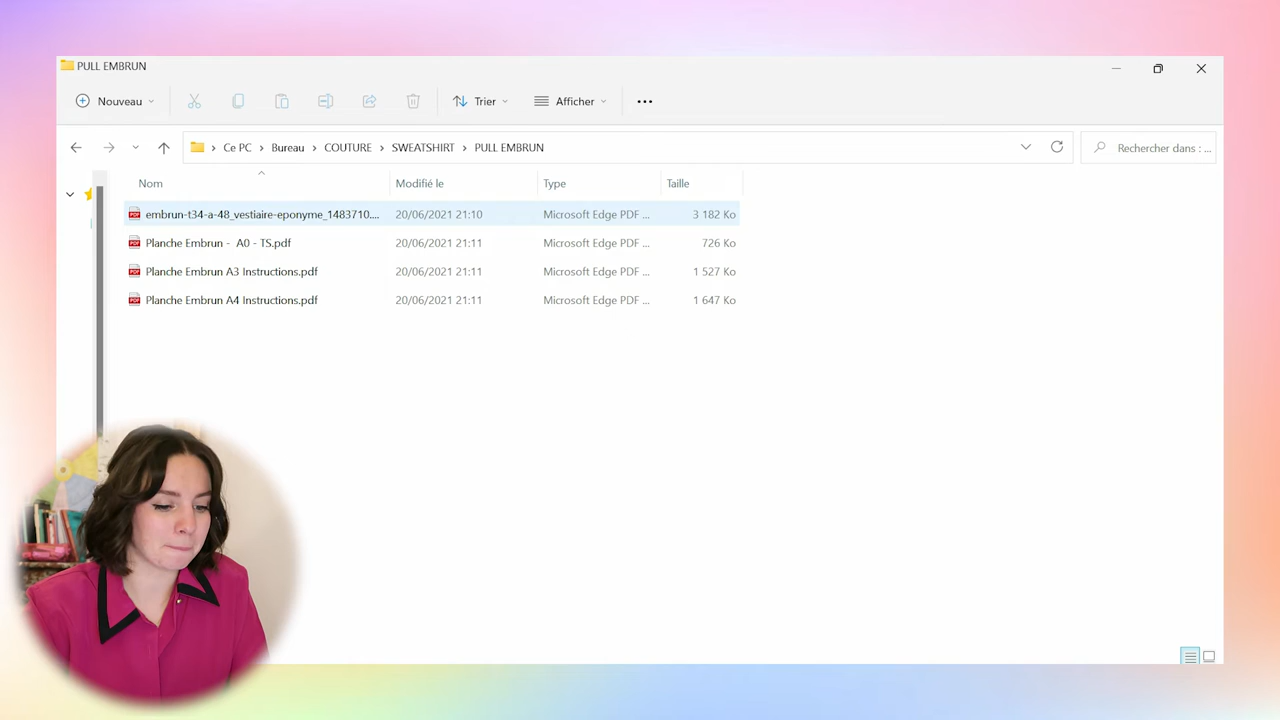 PULL EMBRUN
Nouveau
Trier
Afficher
Ce PC > Bureau > COUTURE > SWEATSHIRT > PULL EMBRUN
Rechercher dans : ...
Nom Modifié le Type Taille
embrun-t34-a-48_vestiaire-eponyme_1483710.... 20/06/2021 21:10 Microsoft Edge PDF ... 3 182 Ko
Planche Embrun - A0 - TS.pdf 20/06/2021 21:11 Microsoft Edge PDF ... 726 Ko
Planche Embrun A3 Instructions.pdf 20/06/2021 21:11 Microsoft Edge PDF ... 1 527 Ko
Planche Embrun A4 Instructions.pdf 20/06/2021 21:11 Microsoft Edge PDF ... 1 647 Ko